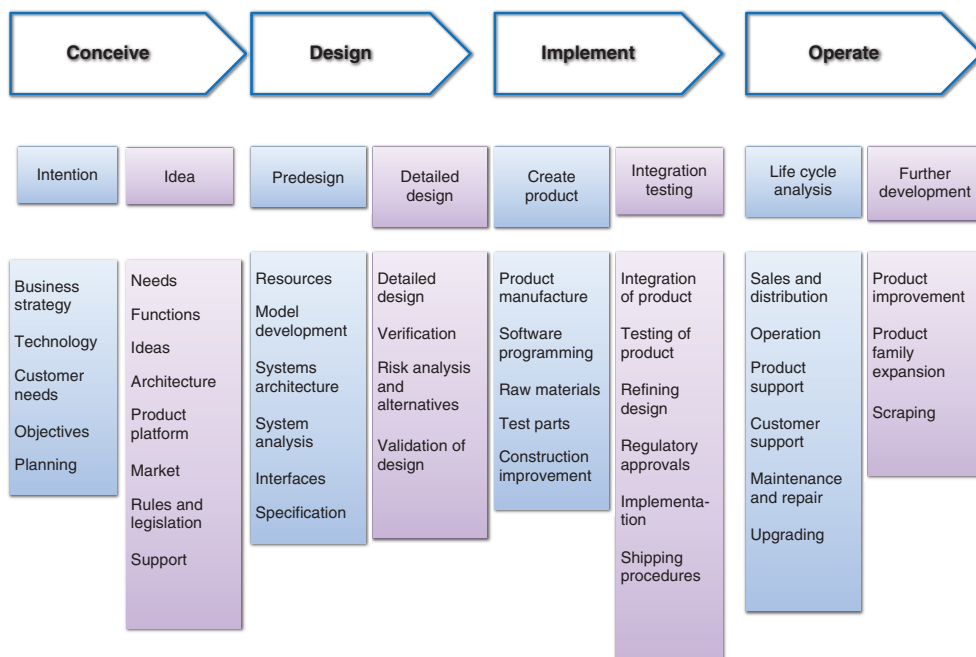 Conceive
Design
Implement
Operate
Intention
Idea
Predesign
Detailed
design
Create
product
Integration
testing
Life cycle
analysis
Further
development
Business
strategy
Technology
Customer
needs
Objectives
Planning
Needs
Functions
Ideas
Architecture
Product
platform
Market
Rules and
legislation
Support
Resources
Model
development
Systems
architecture
System
analysis
Interfaces
Specification
Detailed
design
Verification
Risk analysis
and
alternatives
Validation of
design
Product
manufacture
Software
programming
Raw materials
Test parts
Construction
improvement
Integration
of product
Testing of
product
Refining
design
Regulatory
approvals
Implementa-
tion
Shipping
procedures
Sales and
distribution
Operation
Product
support
Customer
support
Maintenance
and repair
Upgrading
Product
improvement
Product
family
expansion
Scraping